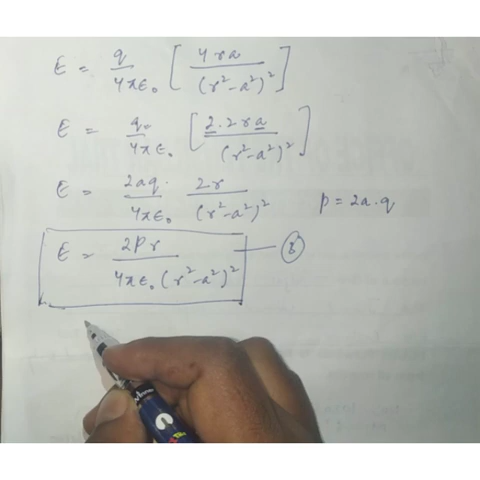 E = q/4πε₀ [ 4ra/(r²-a²)² ]
E = q/4πε₀ [ 2.2ra/(r²-a²)² ]
E = 2aq/4πε₀ 2r/(r²-a²)² p = 2a.q
E = 2Pr/4πε₀(r²-a²)²